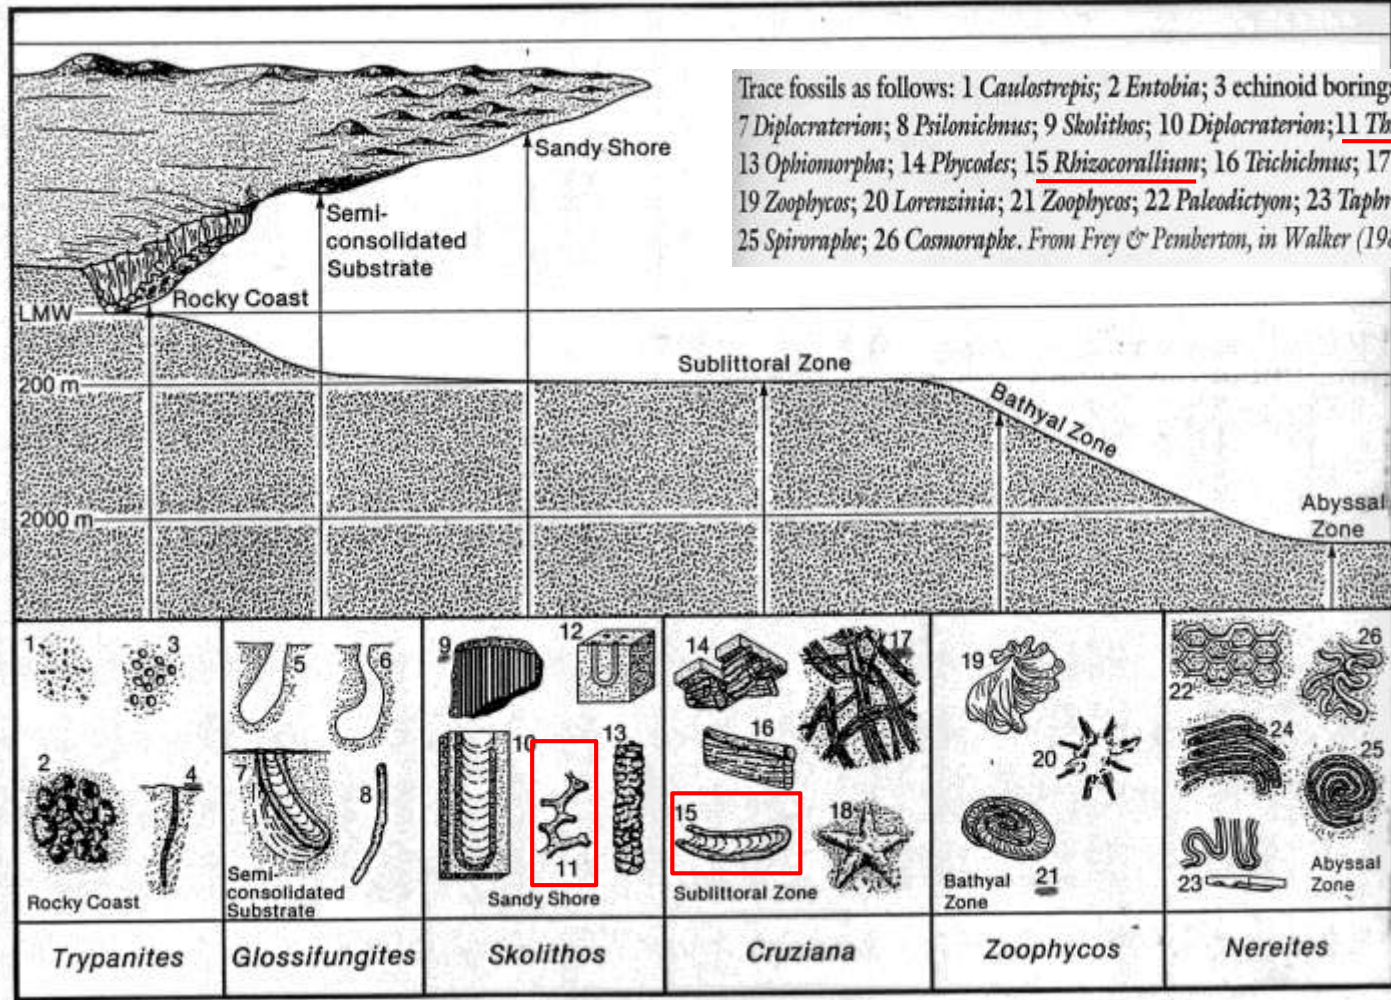 Trace fossils as follows: 1 Caulostrepis; 2 Entobia; 3 echinoid boring
7 Diplocraterion; 8 Psilonichnus; 9 Skolithos; 10 Diplocraterion; 11 Th
13 Ophiomorpha; 14 Phycodes; 15 Rhizocorallium; 16 Teichichnus; 17
19 Zoophycos; 20 Lorenzinia; 21 Zoophycos; 22 Paleodictyon; 23 Taphr
25 Spiroraphe; 26 Cosmoraphe. From Frey & Pemberton, in Walker (198
Sandy Shore
Semi-
consolidated
Substrate
Rocky Coast
LMW
Sublittoral Zone
200 m
Bathyal Zone
2000 m
Abyssal
Zone
1
3
2
4
Rocky Coast
5
6
7
8
Semi-
consolidated
Substrate
9
12
10
13
11
Sandy Shore
14
17
16
15
18
Sublittoral Zone
19
20
21
Bathyal
Zone
22
26
24
25
23
Abyssal
Zone
Trypanites
Glossifungites
Skolithos
Cruziana
Zoophycos
Nereites